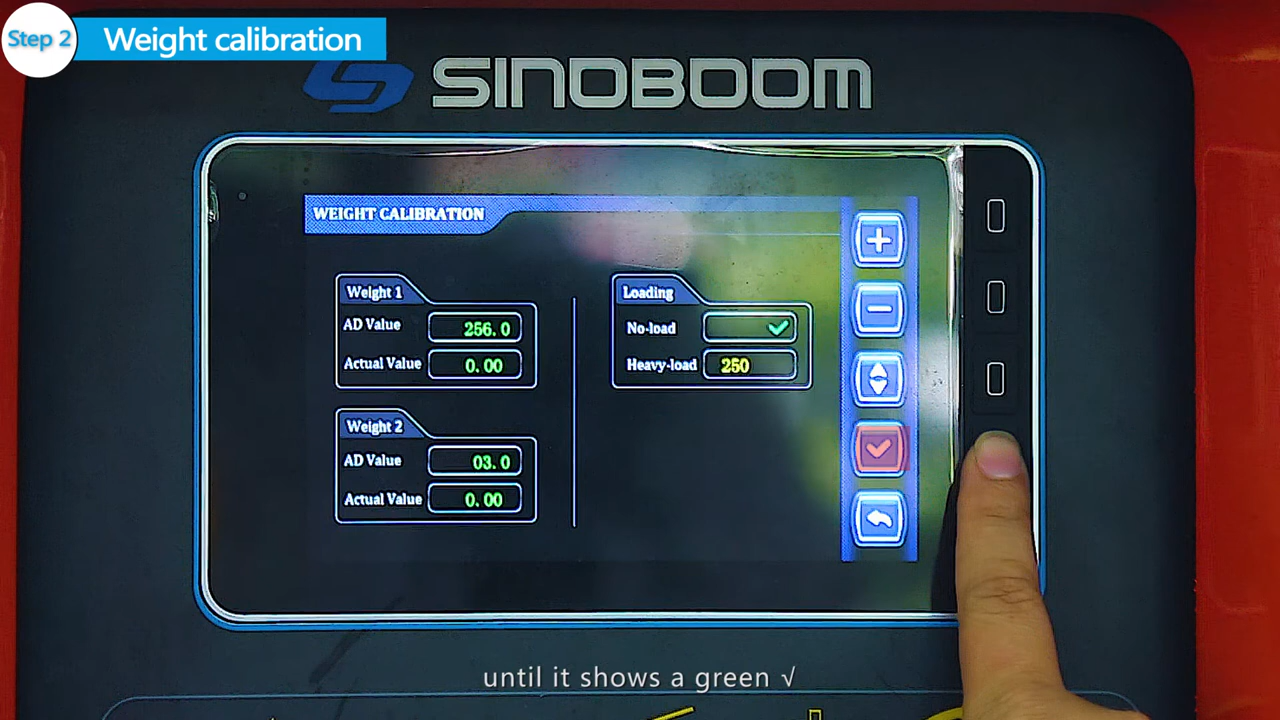 Step 2
Weight calibration
SINOBOOM
WEIGHT CALIBRATION
Weight 1
AD Value 256.0
Actual Value 0.00
Weight 2
AD Value 03.0
Actual Value 0.00
Loading
No-load
Heavy-load 250
until it shows a green √